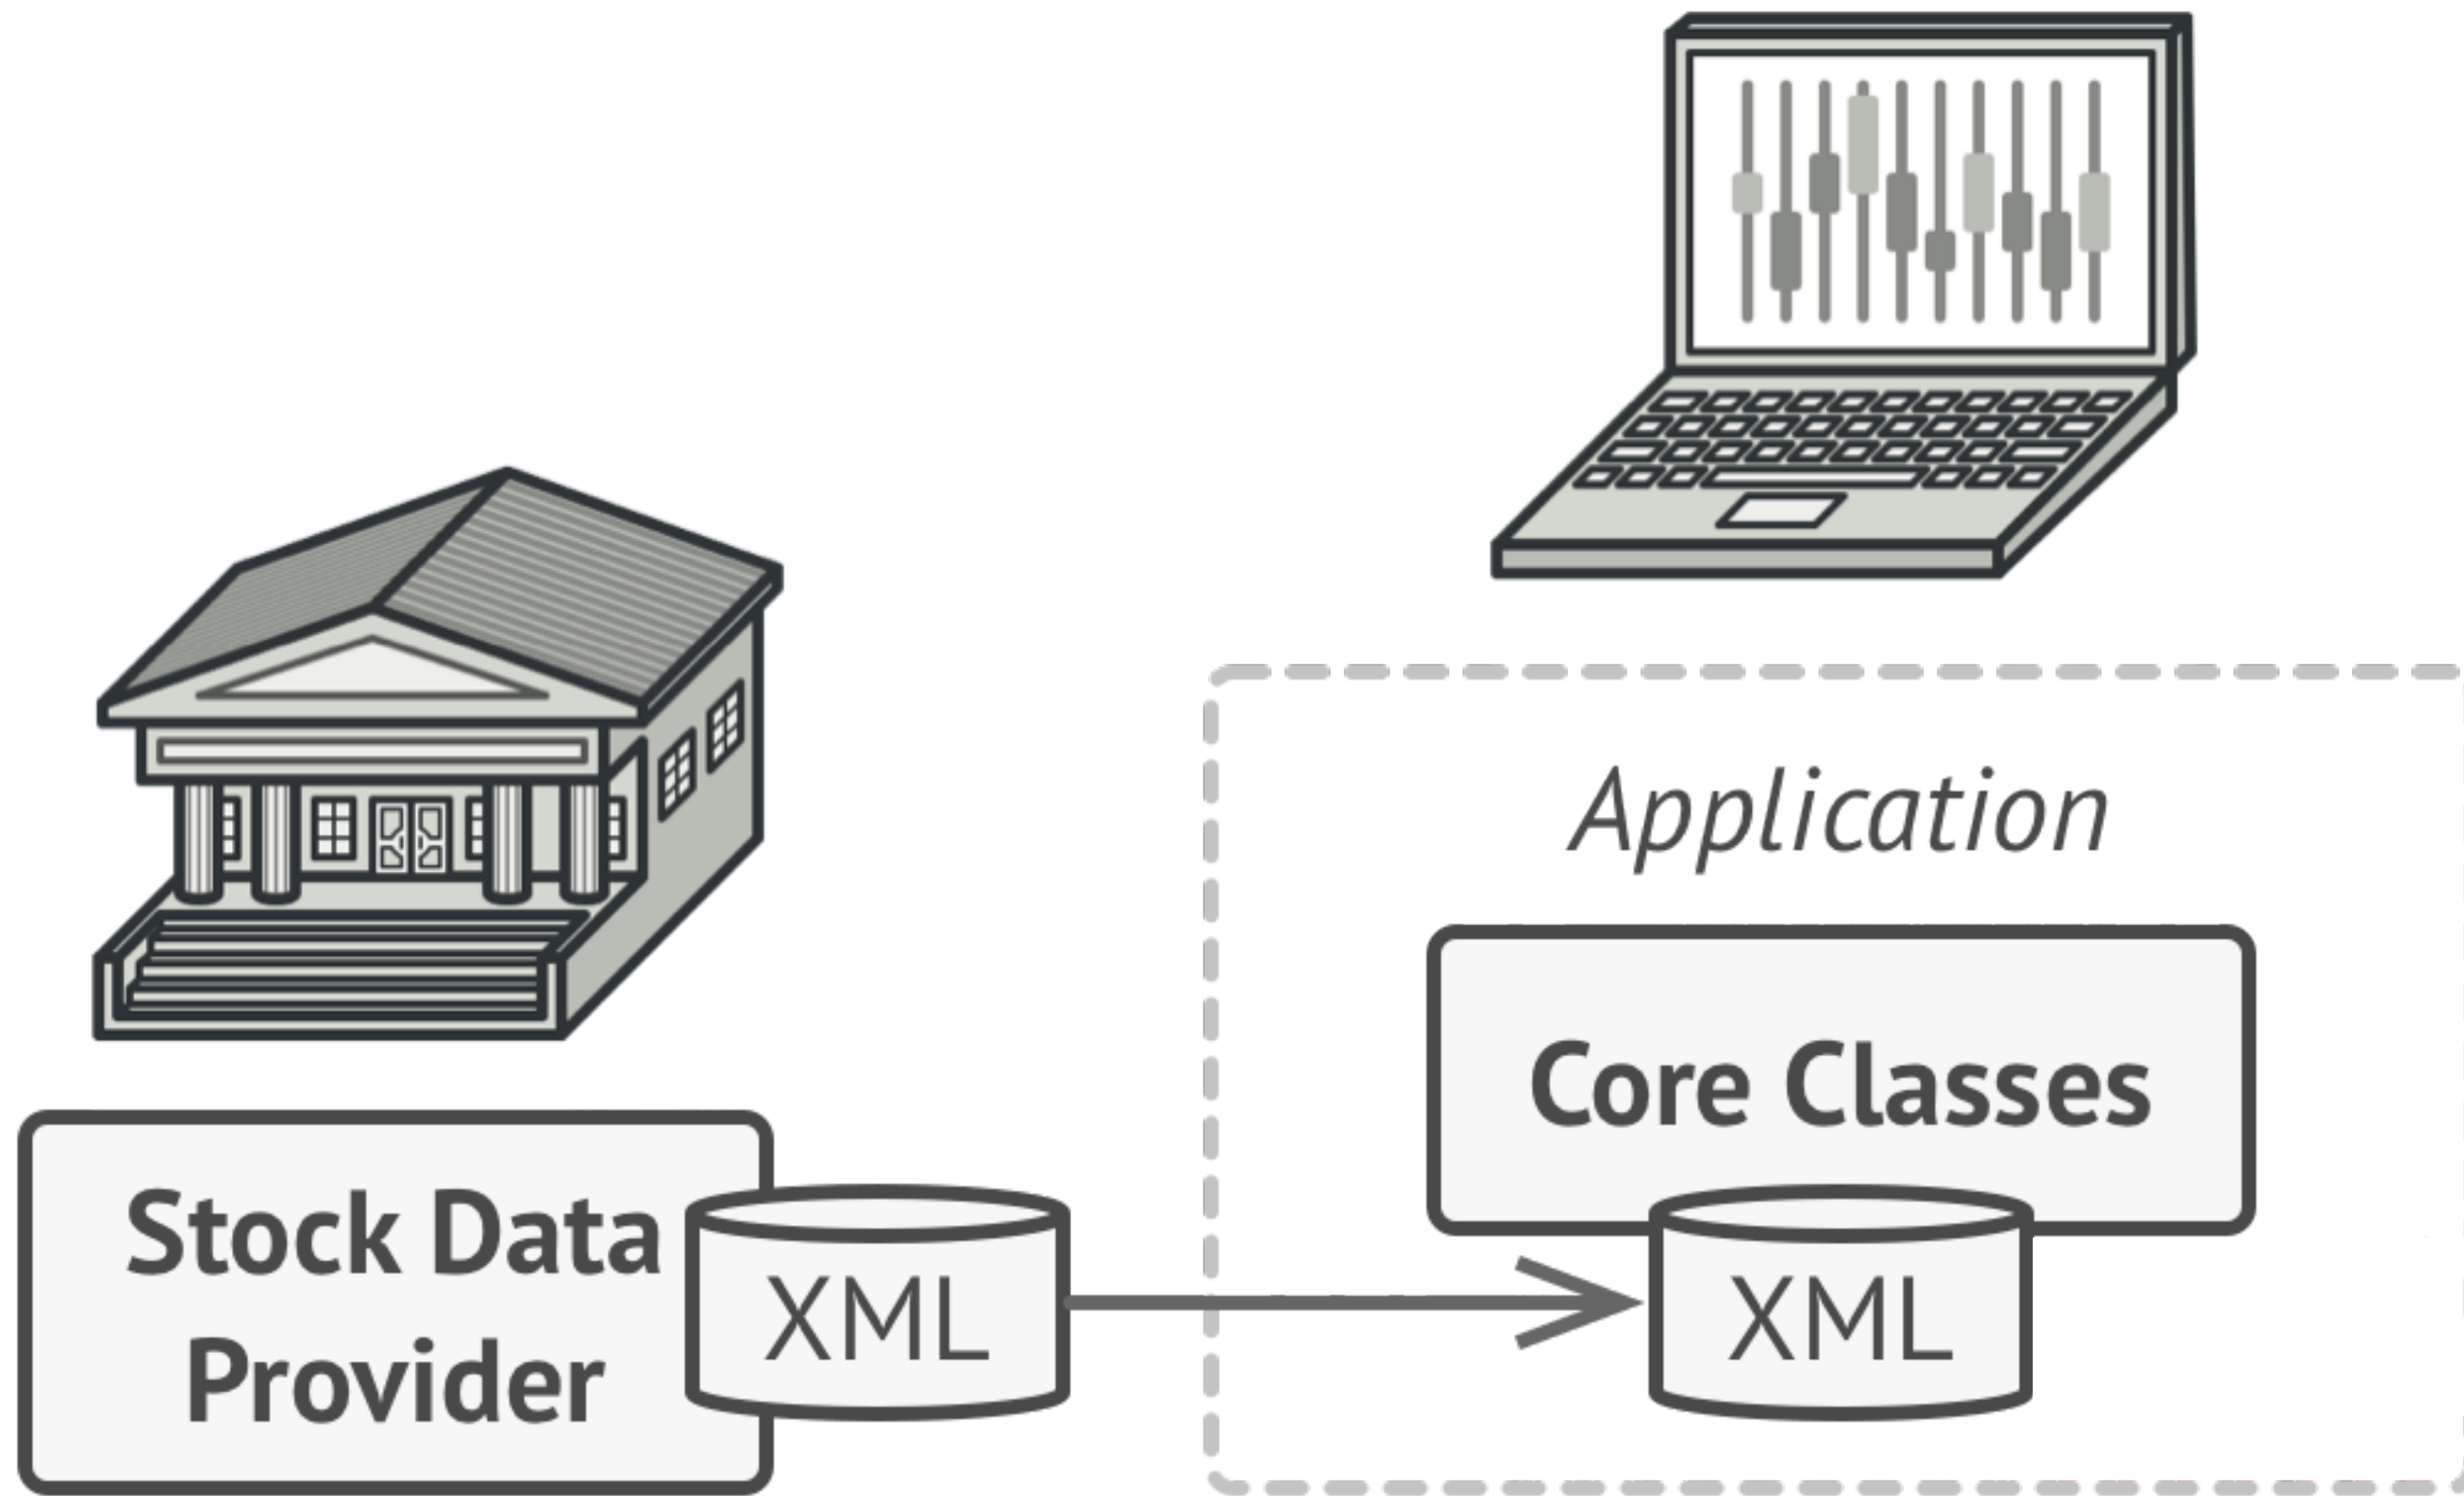 Application
Core Classes
Stock Data
Provider
XML
XML